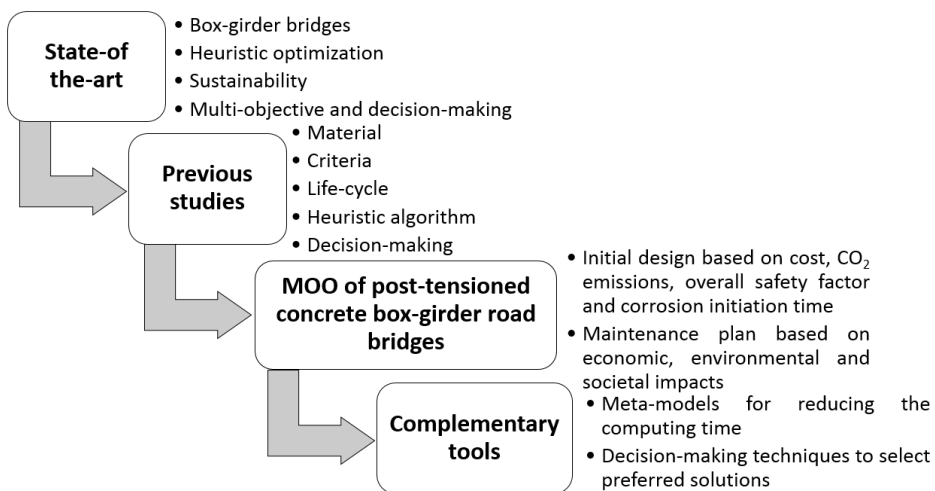 State-of
the-art
• Box-girder bridges
• Heuristic optimization
• Sustainability
• Multi-objective and decision-making
Previous
studies
• Material
• Criteria
• Life-cycle
• Heuristic algorithm
• Decision-making
MOO of post-tensioned
concrete box-girder road
bridges
• Initial design based on cost, CO₂
emissions, overall safety factor
and corrosion initiation time
• Maintenance plan based on
economic, environmental and
societal impacts
Complementary
tools
• Meta-models for reducing the
computing time
• Decision-making techniques to select
preferred solutions